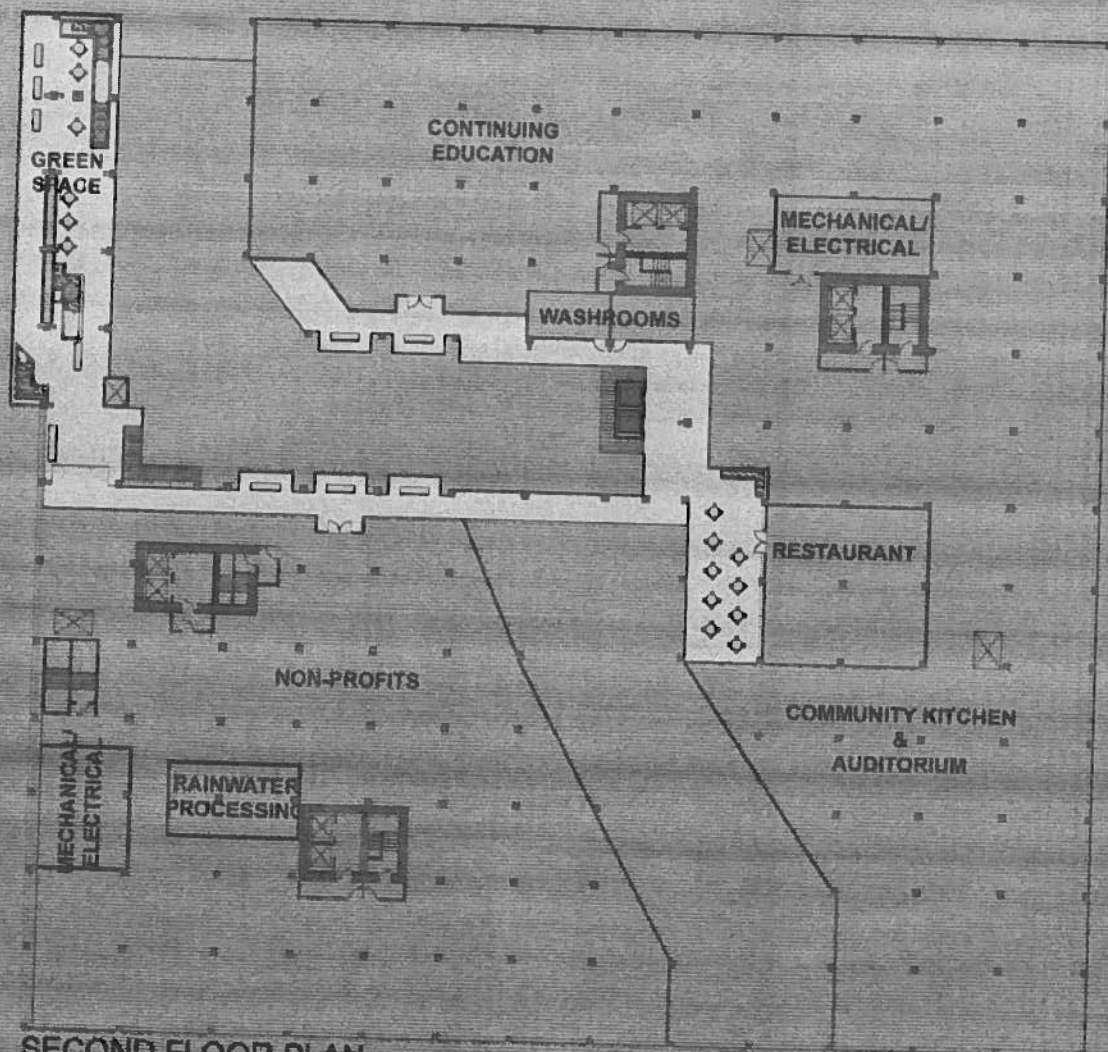 CONTINUING
EDUCATION
GREEN
SPACE
MECHANICAL/
ELECTRICAL
WASHROOMS
RESTAURANT
NON-PROFITS
COMMUNITY KITCHEN
&
AUDITORIUM
MECHANICAL/
ELECTRICAL
RAINWATER
PROCESSING
SECOND FLOOR PLAN